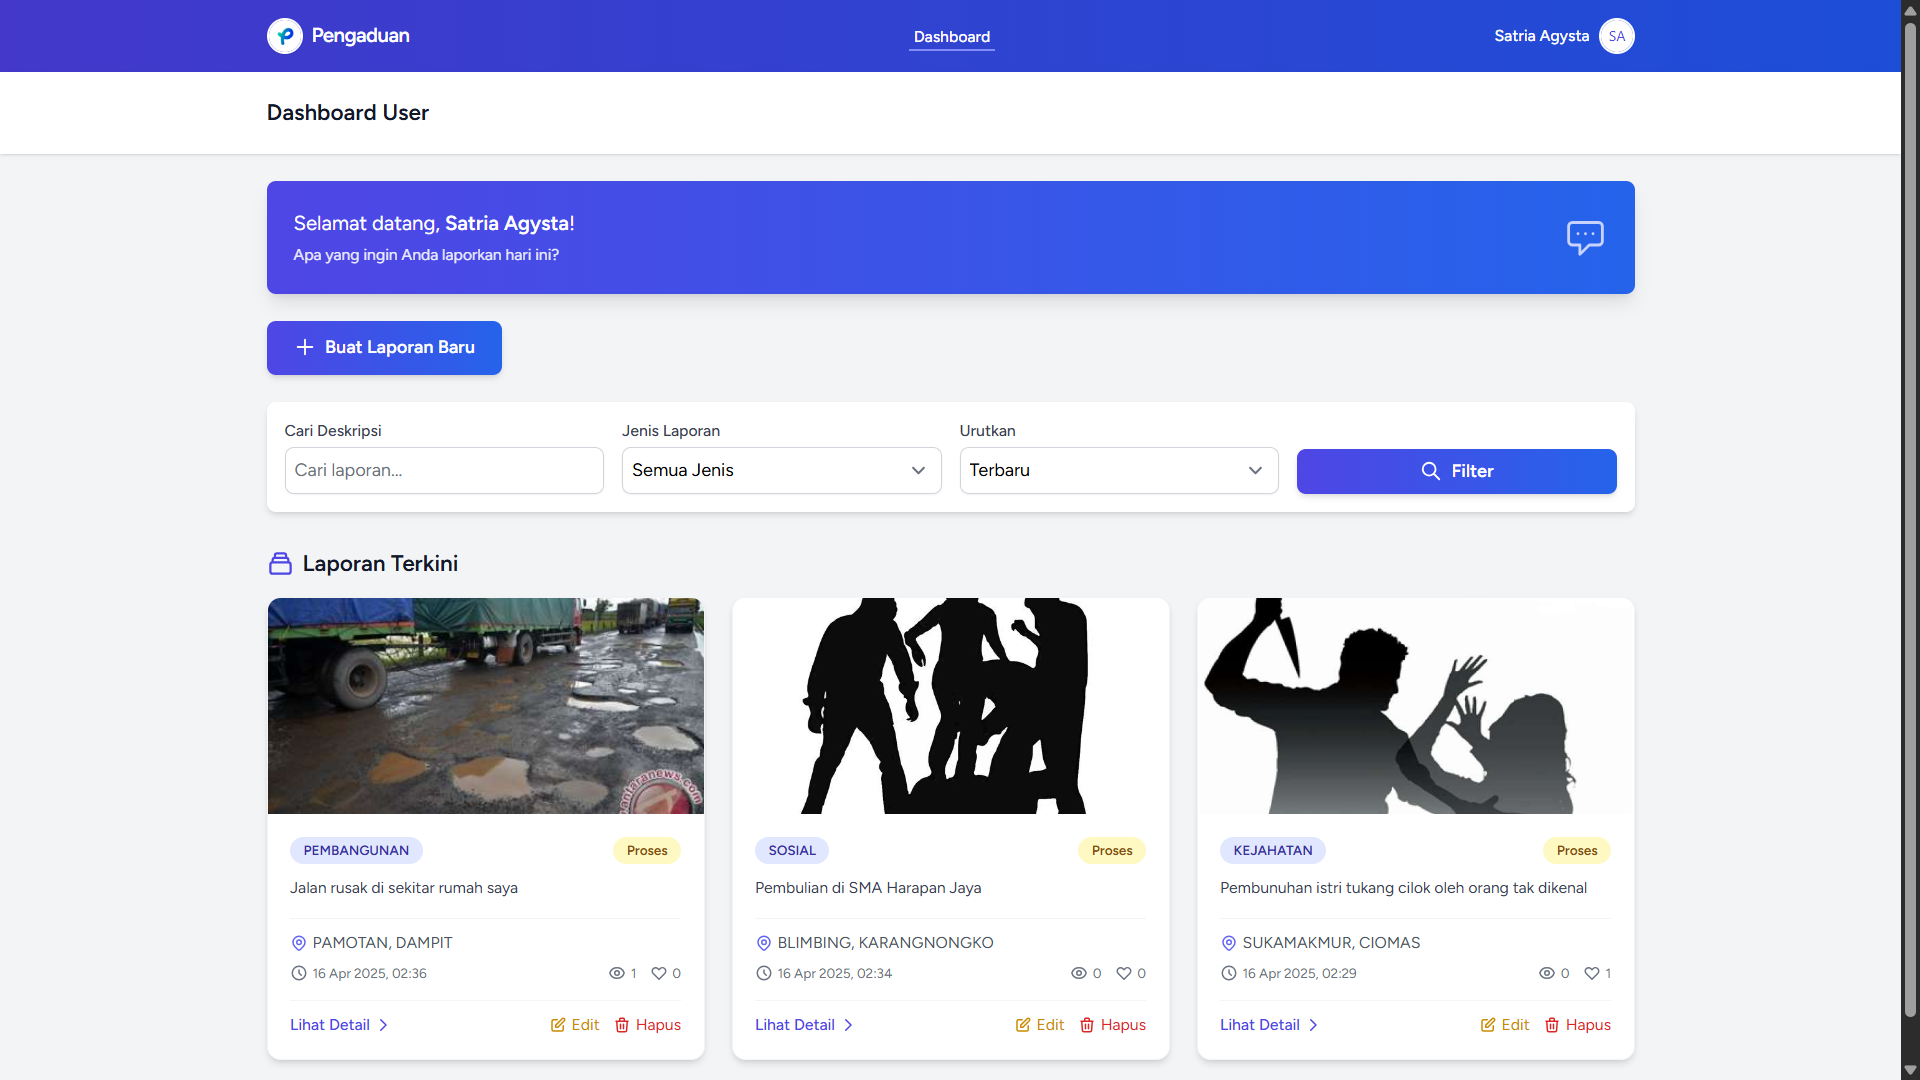 Pengaduan
Dashboard
Satria Agysta
SA
Dashboard User
Selamat datang, Satria Agysta!
Apa yang ingin Anda laporkan hari ini?
Buat Laporan Baru
Cari Deskripsi
Jenis Laporan
Urutkan
Cari laporan...
Semua Jenis
Terbaru
Filter
Laporan Terkini
antaranews.com
PEMBANGUNAN
Proses
Jalan rusak di sekitar rumah saya
PAMOTAN, DAMPIT
16 Apr 2025, 02:36
1
0
Lihat Detail
Edit
Hapus
SOSIAL
Proses
Pembulian di SMA Harapan Jaya
BLIMBING, KARANGNONGKO
16 Apr 2025, 02:34
0
0
Lihat Detail
Edit
Hapus
KEJAHATAN
Proses
Pembunuhan istri tukang cilok oleh orang tak dikenal
SUKAMAKMUR, CIOMAS
16 Apr 2025, 02:29
0
1
Lihat Detail
Edit
Hapus